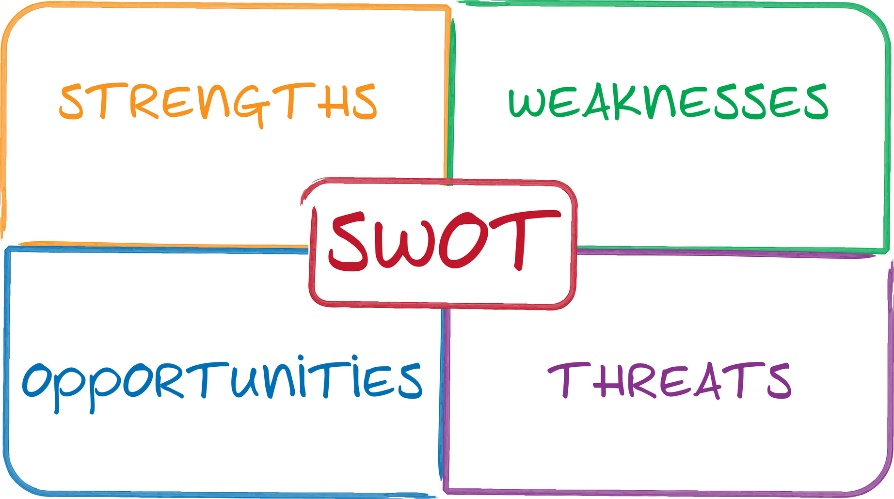 STRENGTHS
WEAKNESSES
SWOT
OPPORTUNITIES
THREATS